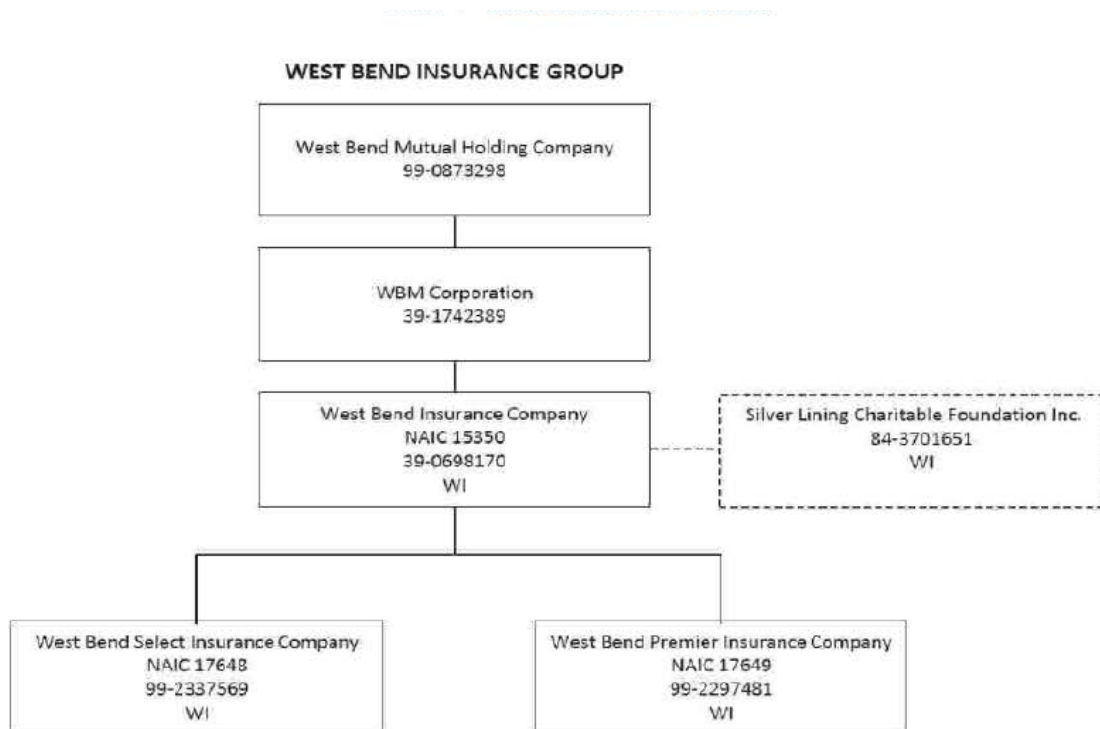 WEST BEND INSURANCE GROUP
West Bend Mutual Holding Company
99-0873298
WBM Corporation
39-1742389
West Bend Insurance Company
NAIC 15350
39-0698170
WI
Silver Lining Charitable Foundation Inc.
84-3701651
WI
West Bend Select Insurance Company
NAIC 17648
99-2337569
WI
West Bend Premier Insurance Company
NAIC 17649
99-2297481
WI